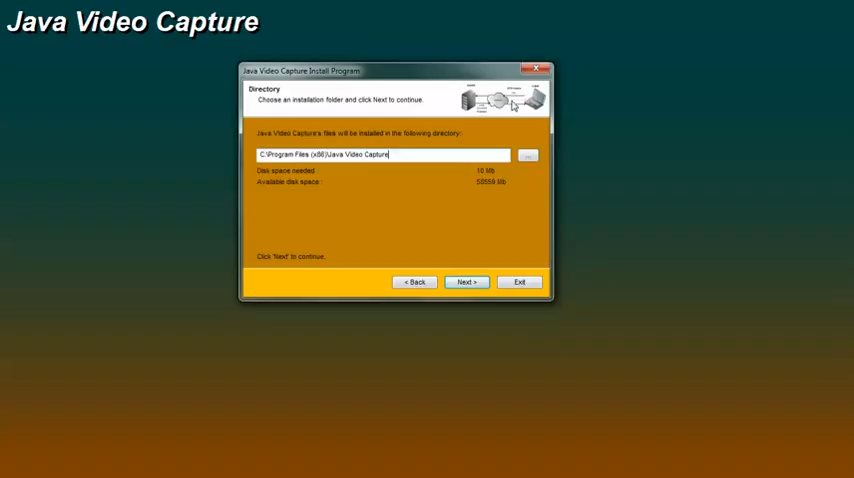 Java Video Capture
Java Video Capture Install Program
Directory
Choose an installation folder and click Next to continue.
Java Video Capture's files will be installed in the following directory:
C:\Program Files (x86)\Java Video Capture
...
Disk space needed 10 Mb
Available disk space: 58559 Mb
Click 'Next' to continue.
< Back Next > Exit